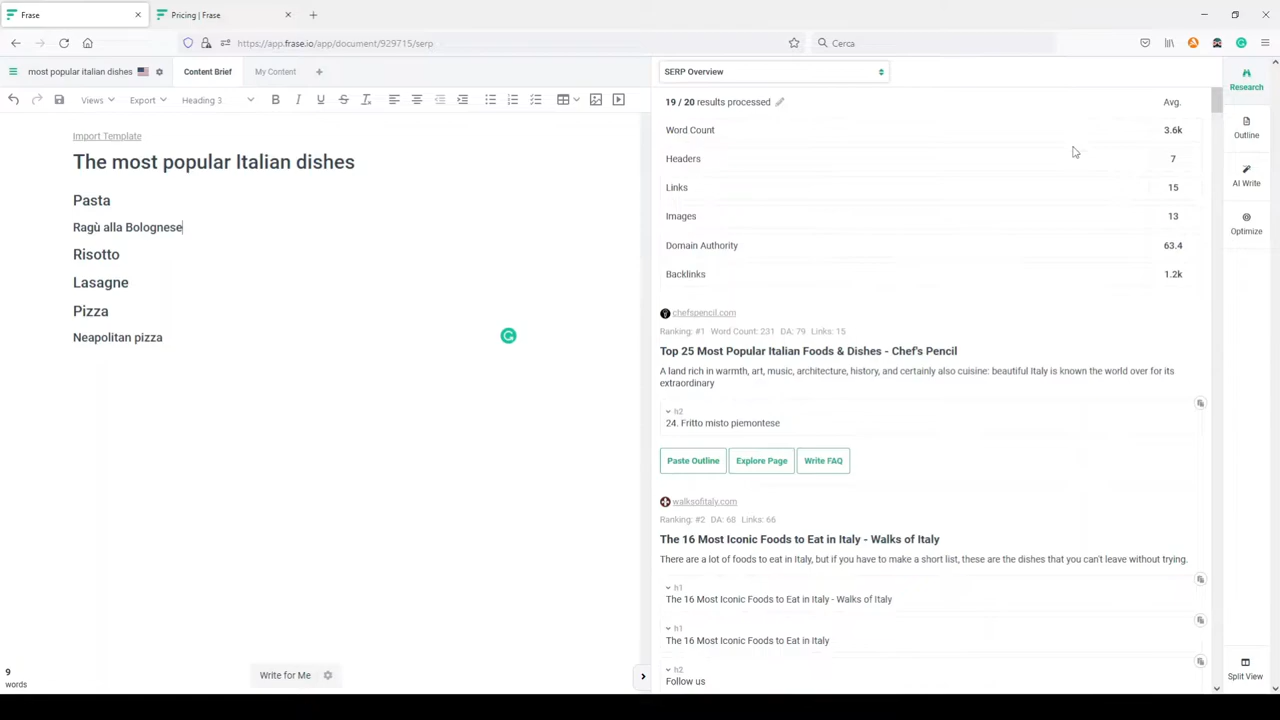 Frase
Pricing | Frase
https://app.frase.io/app/document/929715/serp
Cerca
most popular italian dishes
Content Brief
My Content
Views
Export
Heading 3
Import Template
The most popular Italian dishes
Pasta
Ragù alla Bolognese
Risotto
Lasagne
Pizza
Neapolitan pizza
9
words
Write for Me
SERP Overview
19 / 20 results processed
Avg.
Word Count 3.6k
Headers 7
Links 15
Images 13
Domain Authority 63.4
Backlinks 1.2k
chefspencil.com
Ranking: #1 Word Count: 231 DA: 79 Links: 15
Top 25 Most Popular Italian Foods & Dishes - Chef's Pencil
A land rich in warmth, art, music, architecture, history, and certainly also cuisine: beautiful Italy is known the world over for its
extraordinary
h2
24. Fritto misto piemontese
Paste Outline Explore Page Write FAQ
walksofitaly.com
Ranking: #2 DA: 68 Links: 66
The 16 Most Iconic Foods to Eat in Italy - Walks of Italy
There are a lot of foods to eat in Italy, but if you have to make a short list, these are the dishes that you can't leave without trying.
h1
The 16 Most Iconic Foods to Eat in Italy - Walks of Italy
h1
The 16 Most Iconic Foods to Eat in Italy
h2
Follow us
Research
Outline
AI Write
Optimize
Split View